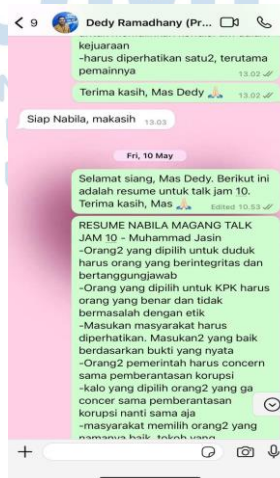 9 Dedy Ramadhany (Pr...
kejuaraan
-harus diperhatikan satu2, terutama
pemainnya
13.02
Terima kasih, Mas Dedy 🙏🏻 13.02
Siap Nabila, makasih 13.03
Fri, 10 May
Selamat siang, Mas Dedy. Berikut ini
adalah resume untuk talk jam 10.
Terima kasih, Mas 🙏🏻 Edited 10.53
RESUME NABILA MAGANG TALK
JAM 10 - Muhammad Jasin
-Orang2 yang dipilih untuk duduk
harus orang yang berintegritas dan
bertanggungjawab
-Orang yang dipilih untuk KPK harus
orang yang benar dan tidak
bermasalah dengan etik
-Masukan masyarakat harus
diperhatikan. Masukan2 yang baik
berdasarkan bukti yang nyata
-Orang2 pemerintah harus concern
sama pemberantasan korupsi
-kalo yang dipilih orang2 yang ga
concer sama pemberantasan
korupsi nanti sama aja
-masyarakat memilih orang2 yang
namanya baik, tokoh yang